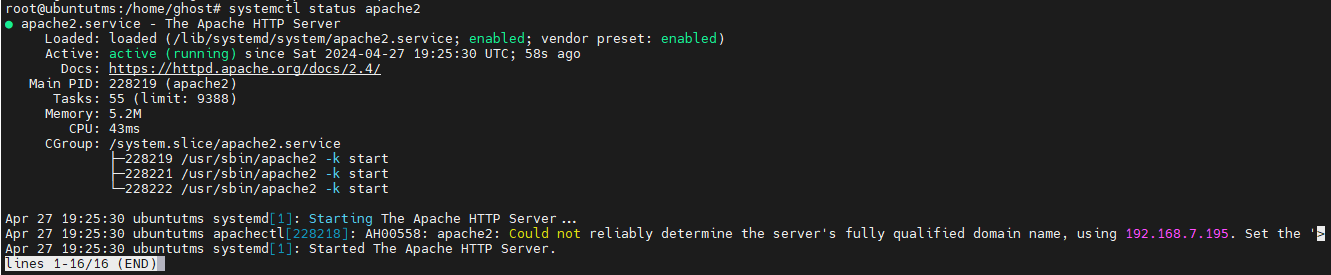 root@ubuntutms:/home/ghost# systemctl status apache2
● apache2.service - The Apache HTTP Server
     Loaded: loaded (/lib/systemd/system/apache2.service; enabled; vendor preset: enabled)
     Active: active (running) since Sat 2024-04-27 19:25:30 UTC; 58s ago
       Docs: https://httpd.apache.org/docs/2.4/
   Main PID: 228219 (apache2)
      Tasks: 55 (limit: 9388)
     Memory: 5.2M
        CPU: 43ms
     CGroup: /system.slice/apache2.service
             ├─228219 /usr/sbin/apache2 -k start
             ├─228221 /usr/sbin/apache2 -k start
             └─228222 /usr/sbin/apache2 -k start
Apr 27 19:25:30 ubuntutms systemd[1]: Starting The Apache HTTP Server...
Apr 27 19:25:30 ubuntutms apachectl[228218]: AH00558: apache2: Could not reliably determine the server's fully qualified domain name, using 192.168.7.195. Set the '>
Apr 27 19:25:30 ubuntutms systemd[1]: Started The Apache HTTP Server.
lines 1-16/16 (END)